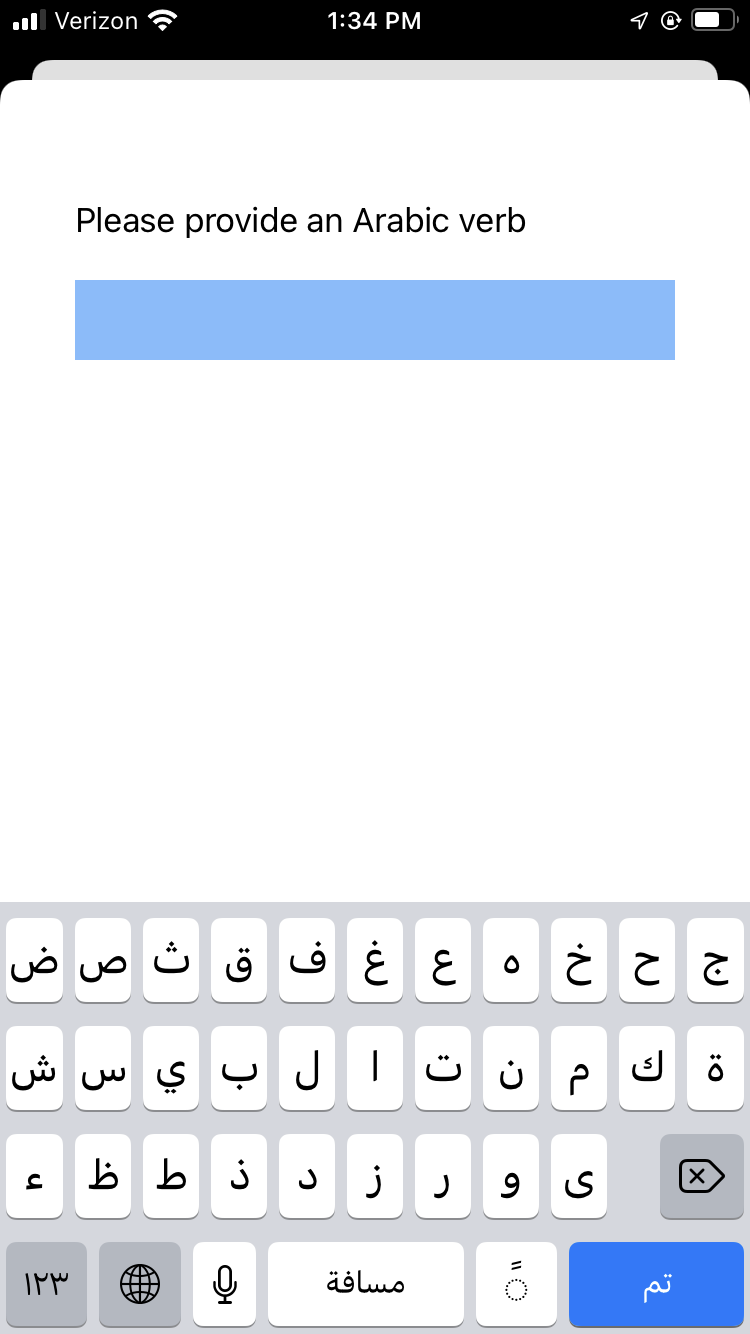 Verizon 1:34 PM
Please provide an Arabic verb
ض ص ث ق ف غ ع ه خ ح ج
ش س ي ب ل ا ت ن م ك ة
ء ظ ط ذ د ز ر و ى
١٢٣ مسافة تم